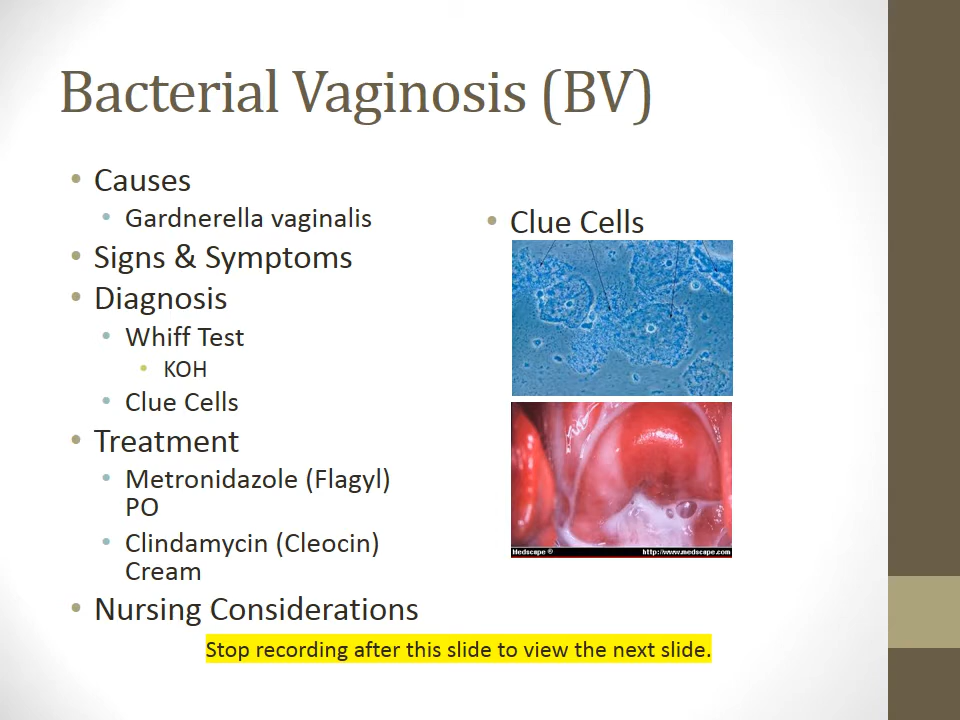 Bacterial Vaginosis (BV)
• Causes
• Gardnerella vaginalis
• Signs & Symptoms
• Diagnosis
• Whiff Test
• KOH
• Clue Cells
• Treatment
• Metronidazole (Flagyl)
PO
• Clindamycin (Cleocin)
Cream
• Nursing Considerations
• Clue Cells
Medscape ® http://www.medscape.com
Stop recording after this slide to view the next slide.